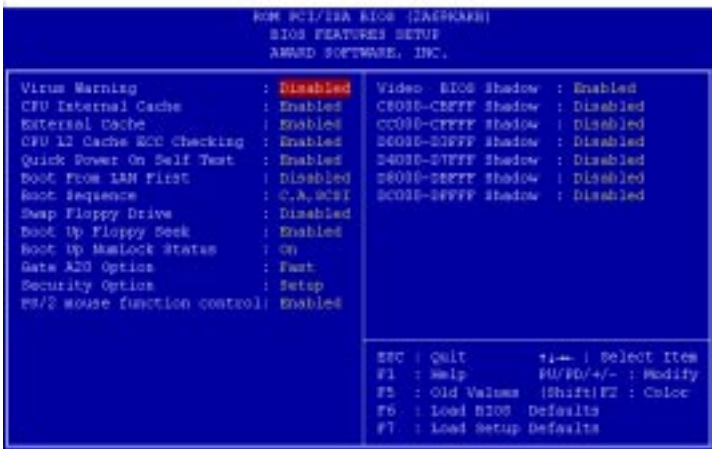 ROM PCI/ISA BIOS (2A69KAKB)
BIOS FEATURES SETUP
AWARD SOFTWARE, INC.
Virus Warning : Disabled
CPU Internal Cache : Enabled
External Cache : Enabled
CPU L2 Cache ECC Checking : Enabled
Quick Power On Self Test : Enabled
Boot From LAN First : Disabled
Boot Sequence : C,A,SCSI
Swap Floppy Drive : Disabled
Boot Up Floppy Seek : Enabled
Boot Up NumLock Status : On
Gate A20 Option : Fast
Security Option : Setup
PS/2 mouse function control: Enabled
Video BIOS Shadow : Enabled
C8000-CBFFF Shadow : Disabled
CC000-CFFFF Shadow : Disabled
D0000-D3FFF Shadow : Disabled
D4000-D7FFF Shadow : Disabled
D8000-DBFFF Shadow : Disabled
DC000-DFFFF Shadow : Disabled
ESC : Quit ↑↓→← : Select Item
F1 : Help PU/PD/+/- : Modify
F5 : Old Values (Shift)F2 : Color
F6 : Load BIOS Defaults
F7 : Load Setup Defaults